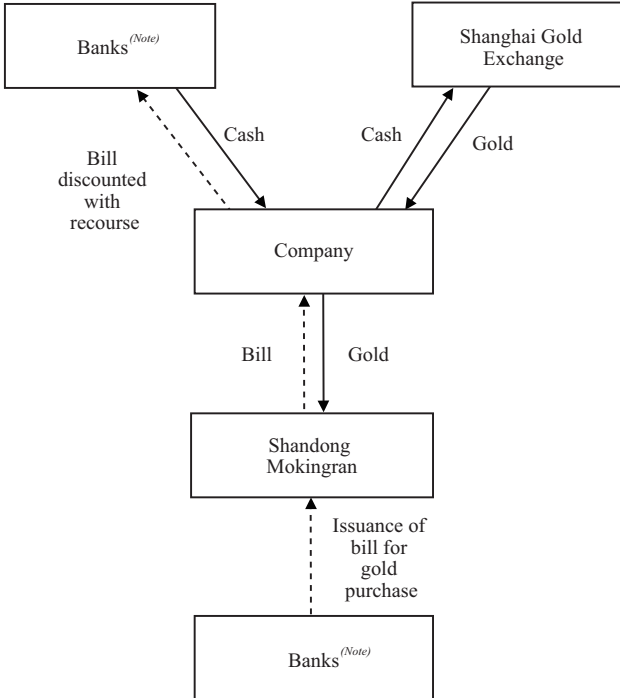 Banks(Note)
Shanghai Gold
Exchange
Cash
Cash
Gold
Bill
discounted
with
recourse
Company
Bill
Gold
Shandong
Mokingran
Issuance of
bill for
gold
purchase
Banks(Note)